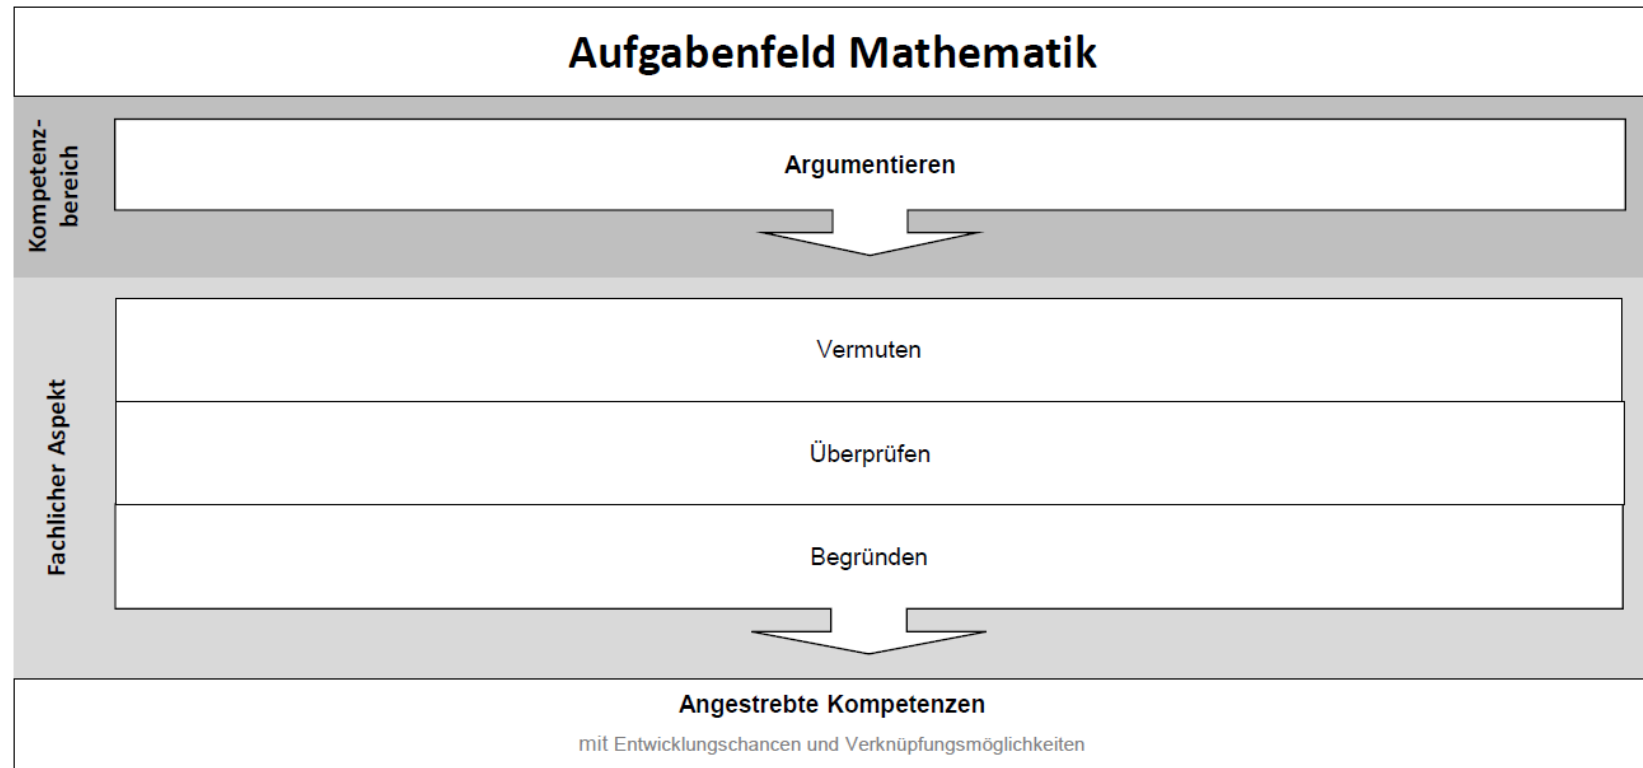 Aufgabenfeld Mathematik
Kompetenz-
bereich
Argumentieren
Fachlicher Aspekt
Vermuten
Überprüfen
Begründen
Angestrebte Kompetenzen
mit Entwicklungschancen und Verknüpfungsmöglichkeiten